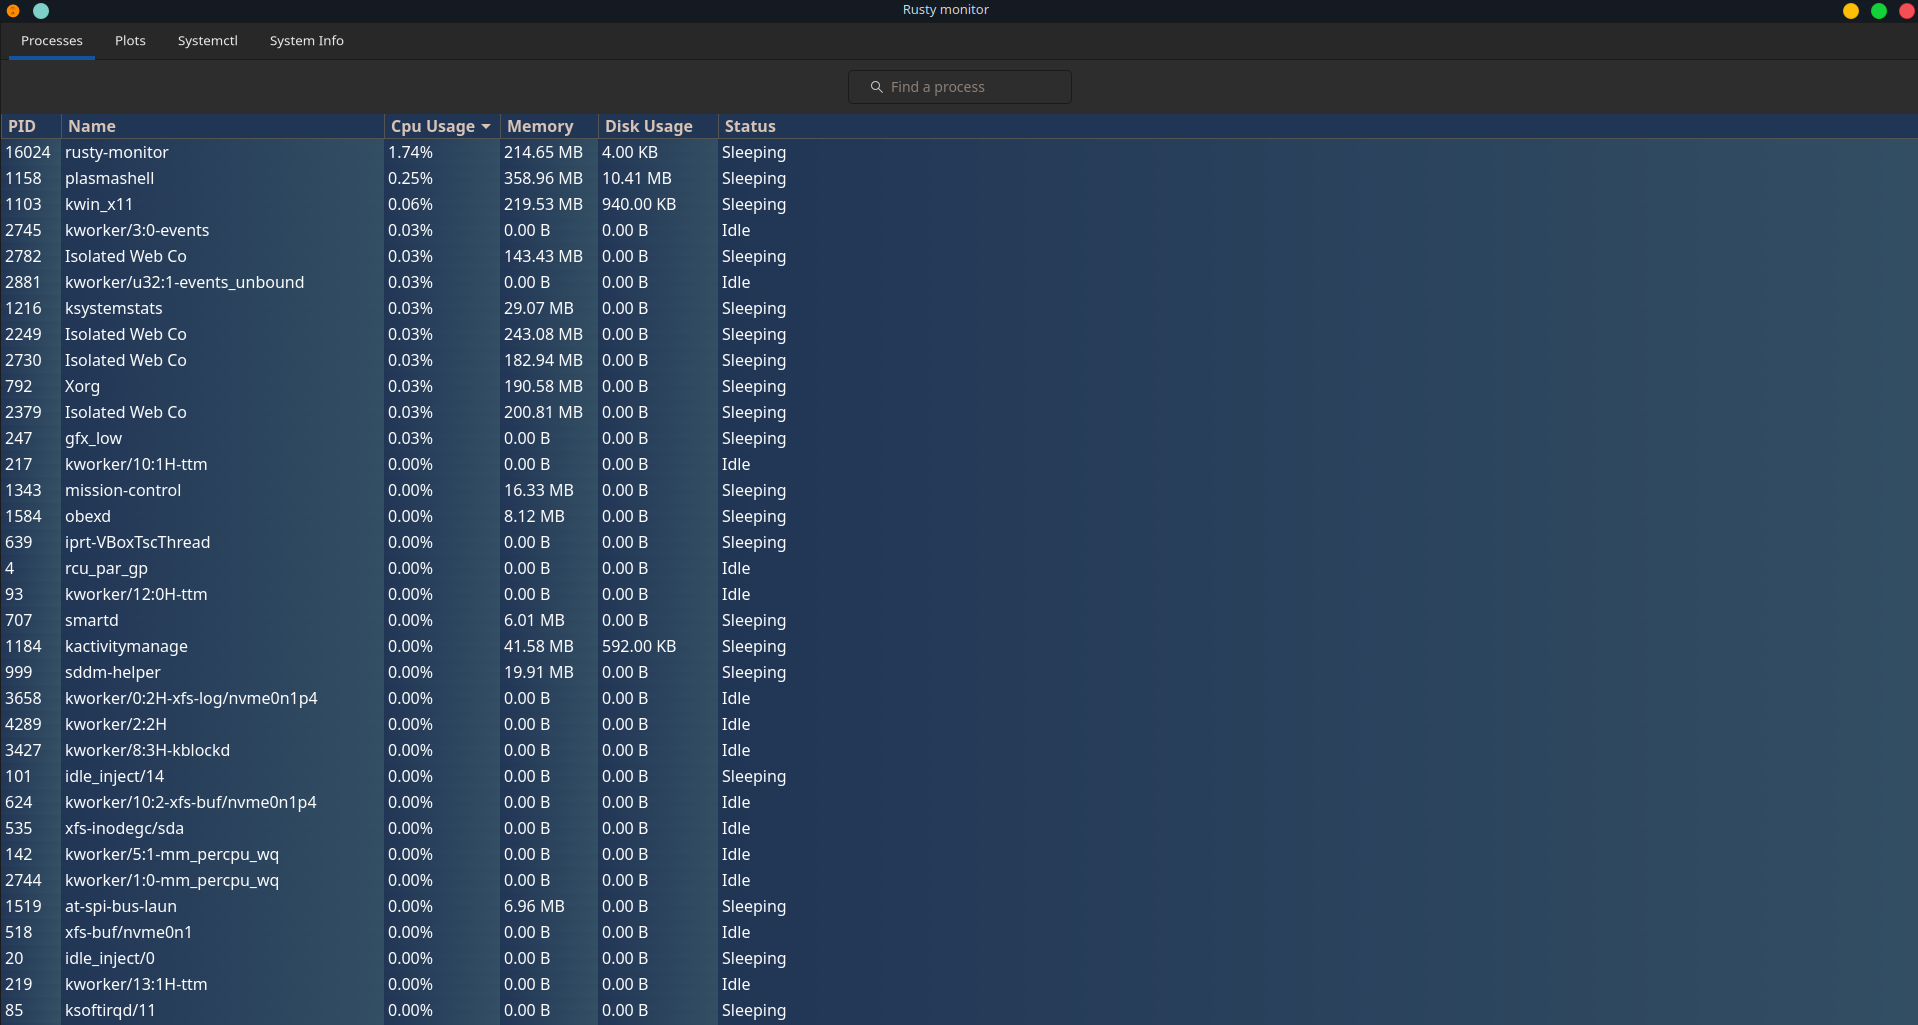 Rusty monitor
Processes Plots Systemctl System Info
Find a process
PID Name Cpu Usage Memory Disk Usage Status
16024 rusty-monitor 1.74% 214.65 MB 4.00 KB Sleeping
1158 plasmashell 0.25% 358.96 MB 10.41 MB Sleeping
1103 kwin_x11 0.06% 219.53 MB 940.00 KB Sleeping
2745 kworker/3:0-events 0.03% 0.00 B 0.00 B Idle
2782 Isolated Web Co 0.03% 143.43 MB 0.00 B Sleeping
2881 kworker/u32:1-events_unbound 0.03% 0.00 B 0.00 B Idle
1216 ksystemstats 0.03% 29.07 MB 0.00 B Sleeping
2249 Isolated Web Co 0.03% 243.08 MB 0.00 B Sleeping
2730 Isolated Web Co 0.03% 182.94 MB 0.00 B Sleeping
792 Xorg 0.03% 190.58 MB 0.00 B Sleeping
2379 Isolated Web Co 0.03% 200.81 MB 0.00 B Sleeping
247 gfx_low 0.03% 0.00 B 0.00 B Sleeping
217 kworker/10:1H-ttm 0.00% 0.00 B 0.00 B Idle
1343 mission-control 0.00% 16.33 MB 0.00 B Sleeping
1584 obexd 0.00% 8.12 MB 0.00 B Sleeping
639 iprt-VBoxTscThread 0.00% 0.00 B 0.00 B Sleeping
4 rcu_par_gp 0.00% 0.00 B 0.00 B Idle
93 kworker/12:0H-ttm 0.00% 0.00 B 0.00 B Idle
707 smartd 0.00% 6.01 MB 0.00 B Sleeping
1184 kactivitymanage 0.00% 41.58 MB 592.00 KB Sleeping
999 sddm-helper 0.00% 19.91 MB 0.00 B Sleeping
3658 kworker/0:2H-xfs-log/nvme0n1p4 0.00% 0.00 B 0.00 B Idle
4289 kworker/2:2H 0.00% 0.00 B 0.00 B Idle
3427 kworker/8:3H-kblockd 0.00% 0.00 B 0.00 B Idle
101 idle_inject/14 0.00% 0.00 B 0.00 B Sleeping
624 kworker/10:2-xfs-buf/nvme0n1p4 0.00% 0.00 B 0.00 B Idle
535 xfs-inodegc/sda 0.00% 0.00 B 0.00 B Idle
142 kworker/5:1-mm_percpu_wq 0.00% 0.00 B 0.00 B Idle
2744 kworker/1:0-mm_percpu_wq 0.00% 0.00 B 0.00 B Idle
1519 at-spi-bus-laun 0.00% 6.96 MB 0.00 B Sleeping
518 xfs-buf/nvme0n1 0.00% 0.00 B 0.00 B Idle
20 idle_inject/0 0.00% 0.00 B 0.00 B Sleeping
219 kworker/13:1H-ttm 0.00% 0.00 B 0.00 B Idle
85 ksoftirqd/11 0.00% 0.00 B 0.00 B Sleeping